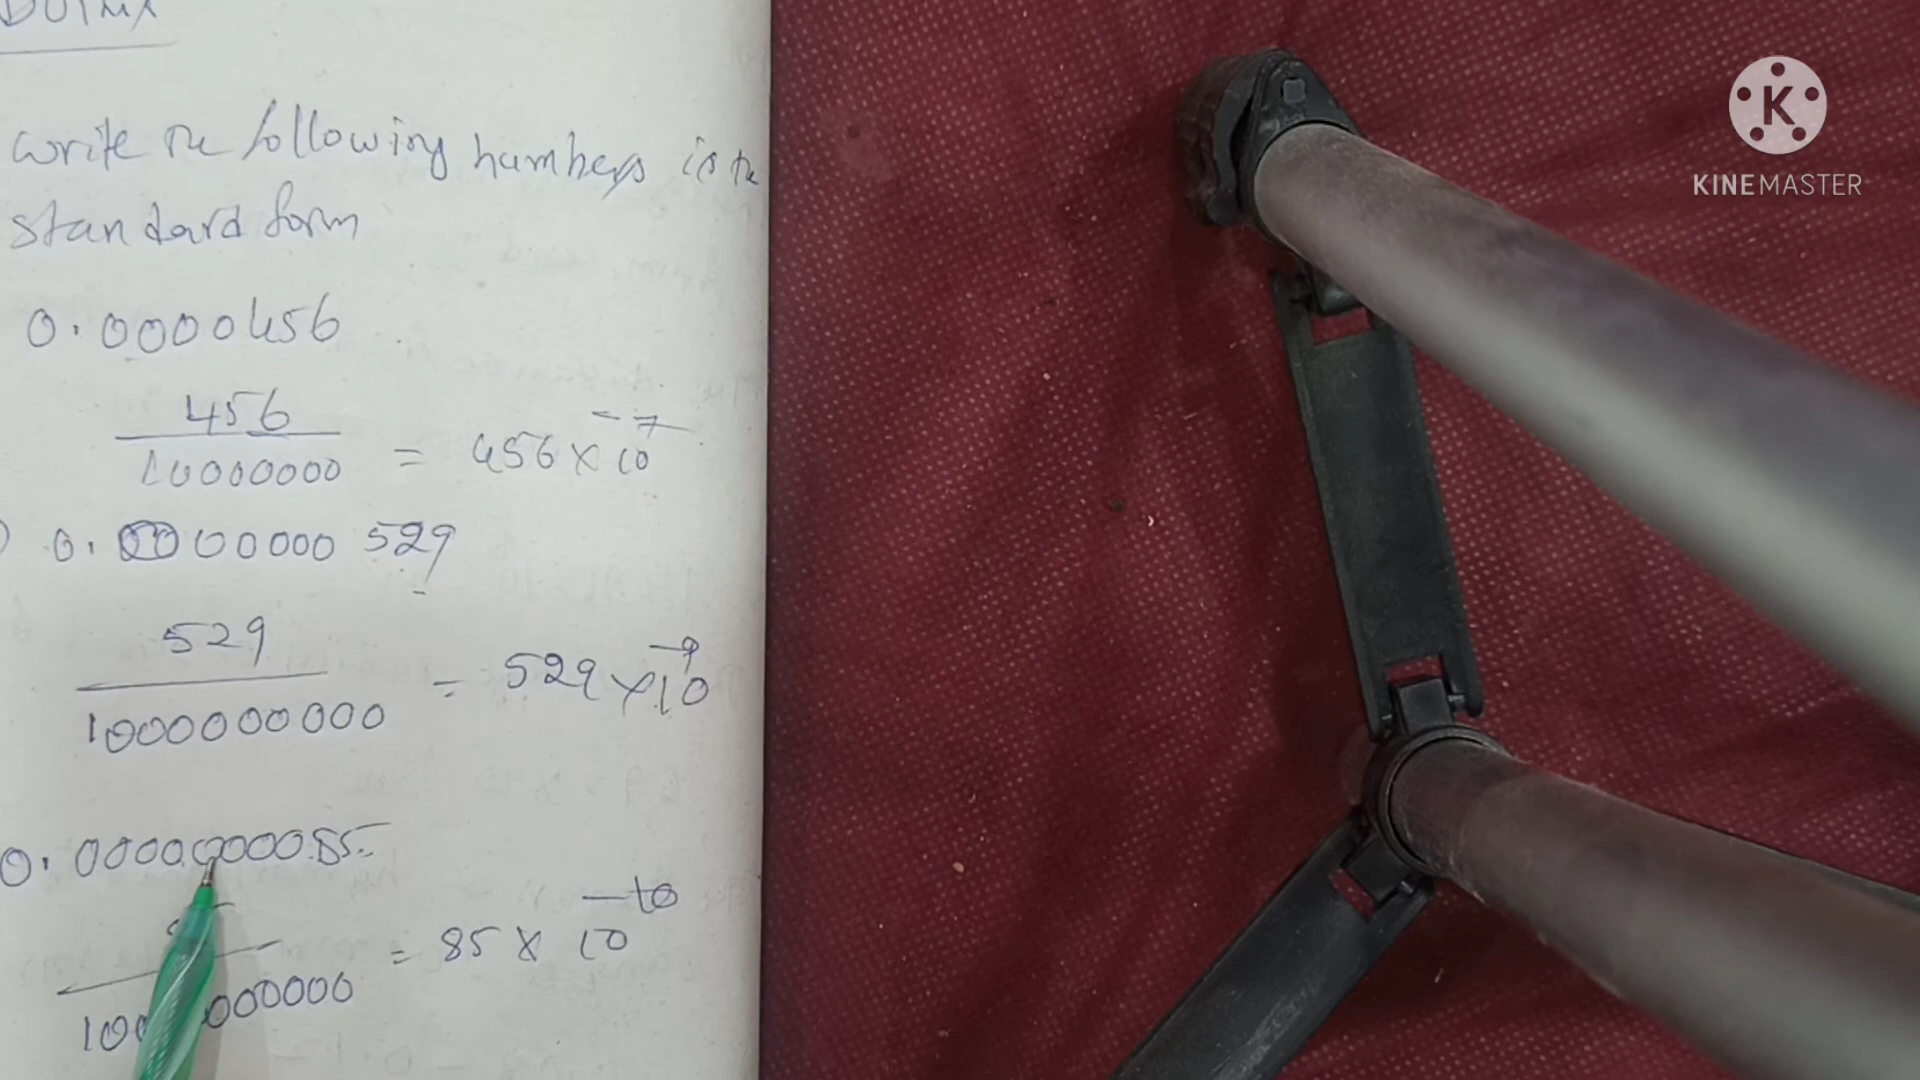 write the following numbers is the
standard form
0.0000456
456
10000000 = 456 x 10 -7
0.0000000529
529
1000000000 = 529 x 10 -9
0.0000000085
= 85 x 10 -10
K
KINEMASTER